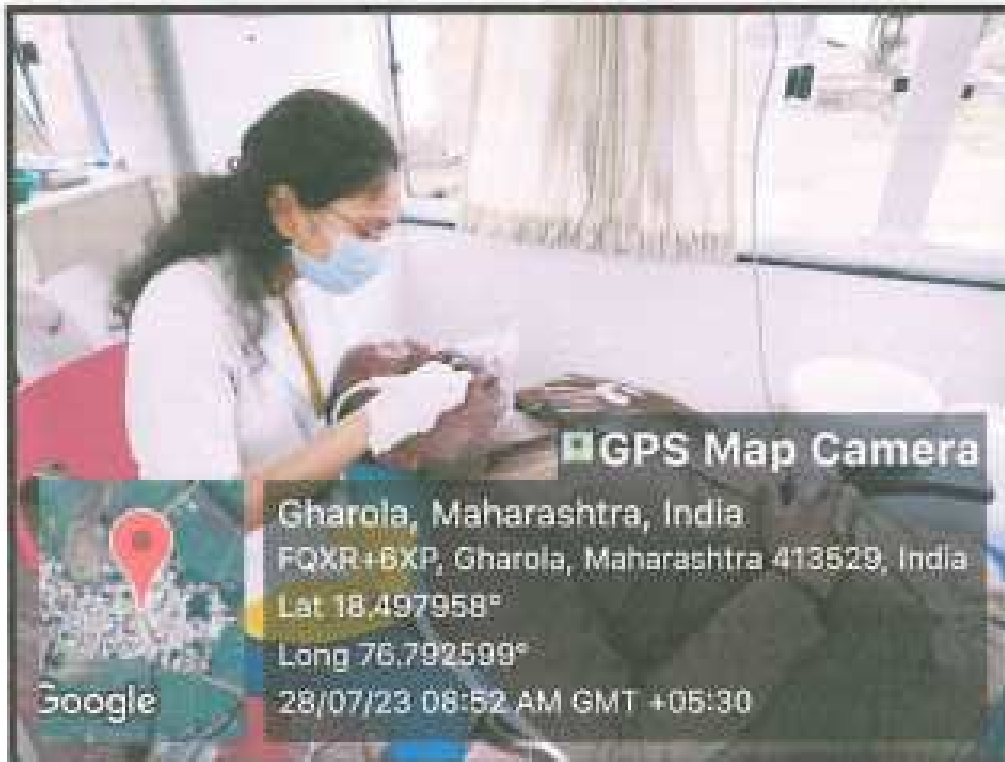 GPS Map Camera
Gharola, Maharashtra, India
FQXR+6XP, Gharola, Maharashtra 413529, India
Lat 18.497958°
Long 76.792599°
28/07/23 08:52 AM GMT +05:30
Google